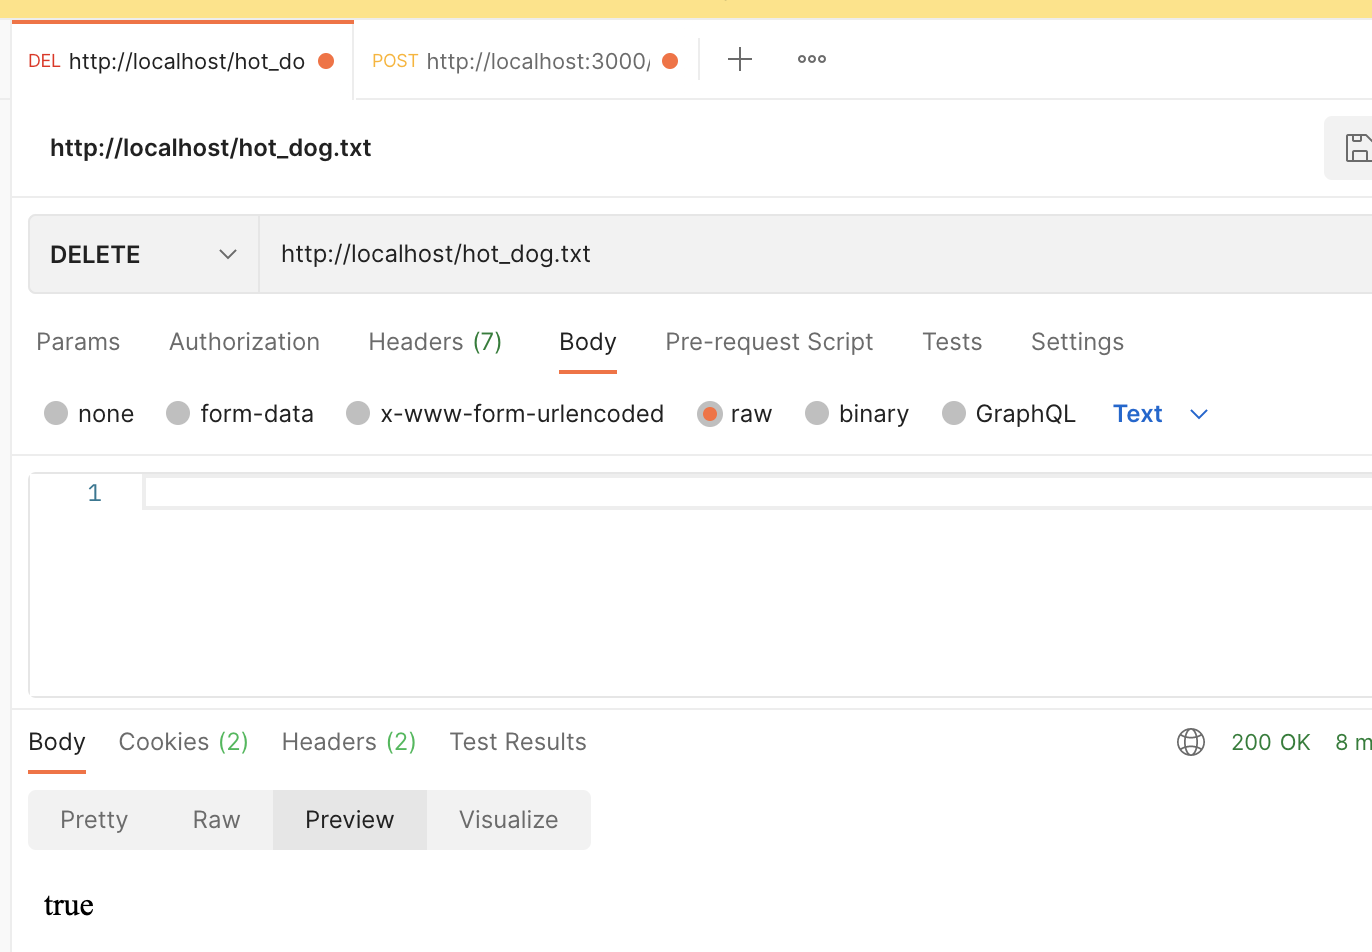 DEL http://localhost/hot_do POST http://localhost:3000/
http://localhost/hot_dog.txt
DELETE http://localhost/hot_dog.txt
Params Authorization Headers (7) Body Pre-request Script Tests Settings
none form-data x-www-form-urlencoded raw binary GraphQL Text
1
Body Cookies (2) Headers (2) Test Results 200 OK 8 m
Pretty Raw Preview Visualize
true